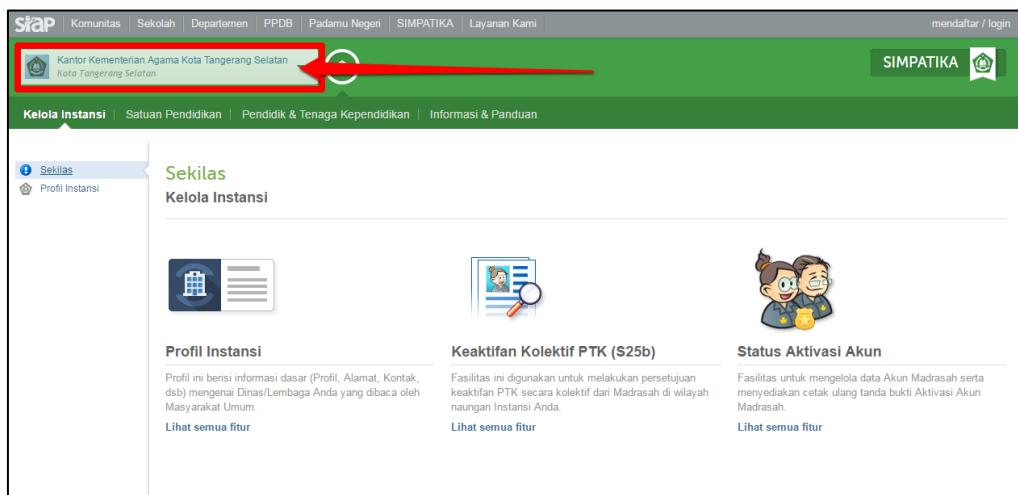 siap Komunitas Sekolah Departemen PPDB Padamu Negeri SIMPATIKA Layanan Kami mendaftar / login
Kantor Kementerian Agama Kota Tangerang Selatan
Kota Tangerang Selatan
SIMPATIKA
Kelola Instansi Satuan Pendidikan Pendidik & Tenaga Kependidikan Informasi & Panduan
Sekilas
Profil Instansi
Sekilas
Kelola Instansi
Profil Instansi
Profil ini berisi informasi dasar (Profil, Alamat, Kontak,
dsb) mengenai Dinas/Lembaga Anda yang dibaca oleh
Masyarakat Umum.
Lihat semua fitur
Keaktifan Kolektif PTK (S25b)
Fasilitas ini digunakan untuk melakukan persetujuan
keaktifan PTK secara kolektif dari Madrasah di wilayah
naungan Instansi Anda.
Lihat semua fitur
Status Aktivasi Akun
Fasilitas untuk mengelola data Akun Madrasah serta
menyediakan cetak ulang tanda bukti Aktivasi Akun
Madrasah.
Lihat semua fitur